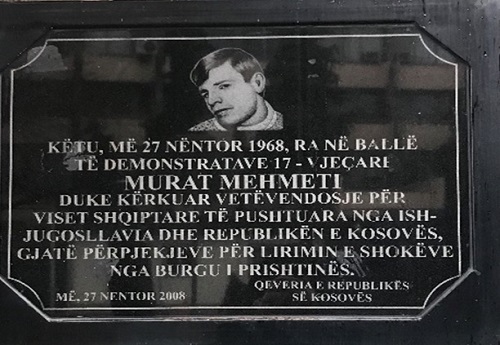 KËTU, MË 27 NËNTOR 1968, RA NË BALLË
TË DEMONSTRATAVE 17 - VJEÇARI
MURAT MEHMETI
DUKE KËRKUAR VETËVENDOSJE PËR
VISET SHQIPTARE TË PUSHTUARA NGA ISH-
JUGOSLLAVIA DHE REPUBLIKËN E KOSOVËS,
GJATË PËRPJEKJEVE PËR LIRIMIN E SHOKËVE
NGA BURGU I PRISHTINËS.
MË, 27 NENTOR 2008
QEVERIA E REPUBLIKËS
SË KOSOVËS